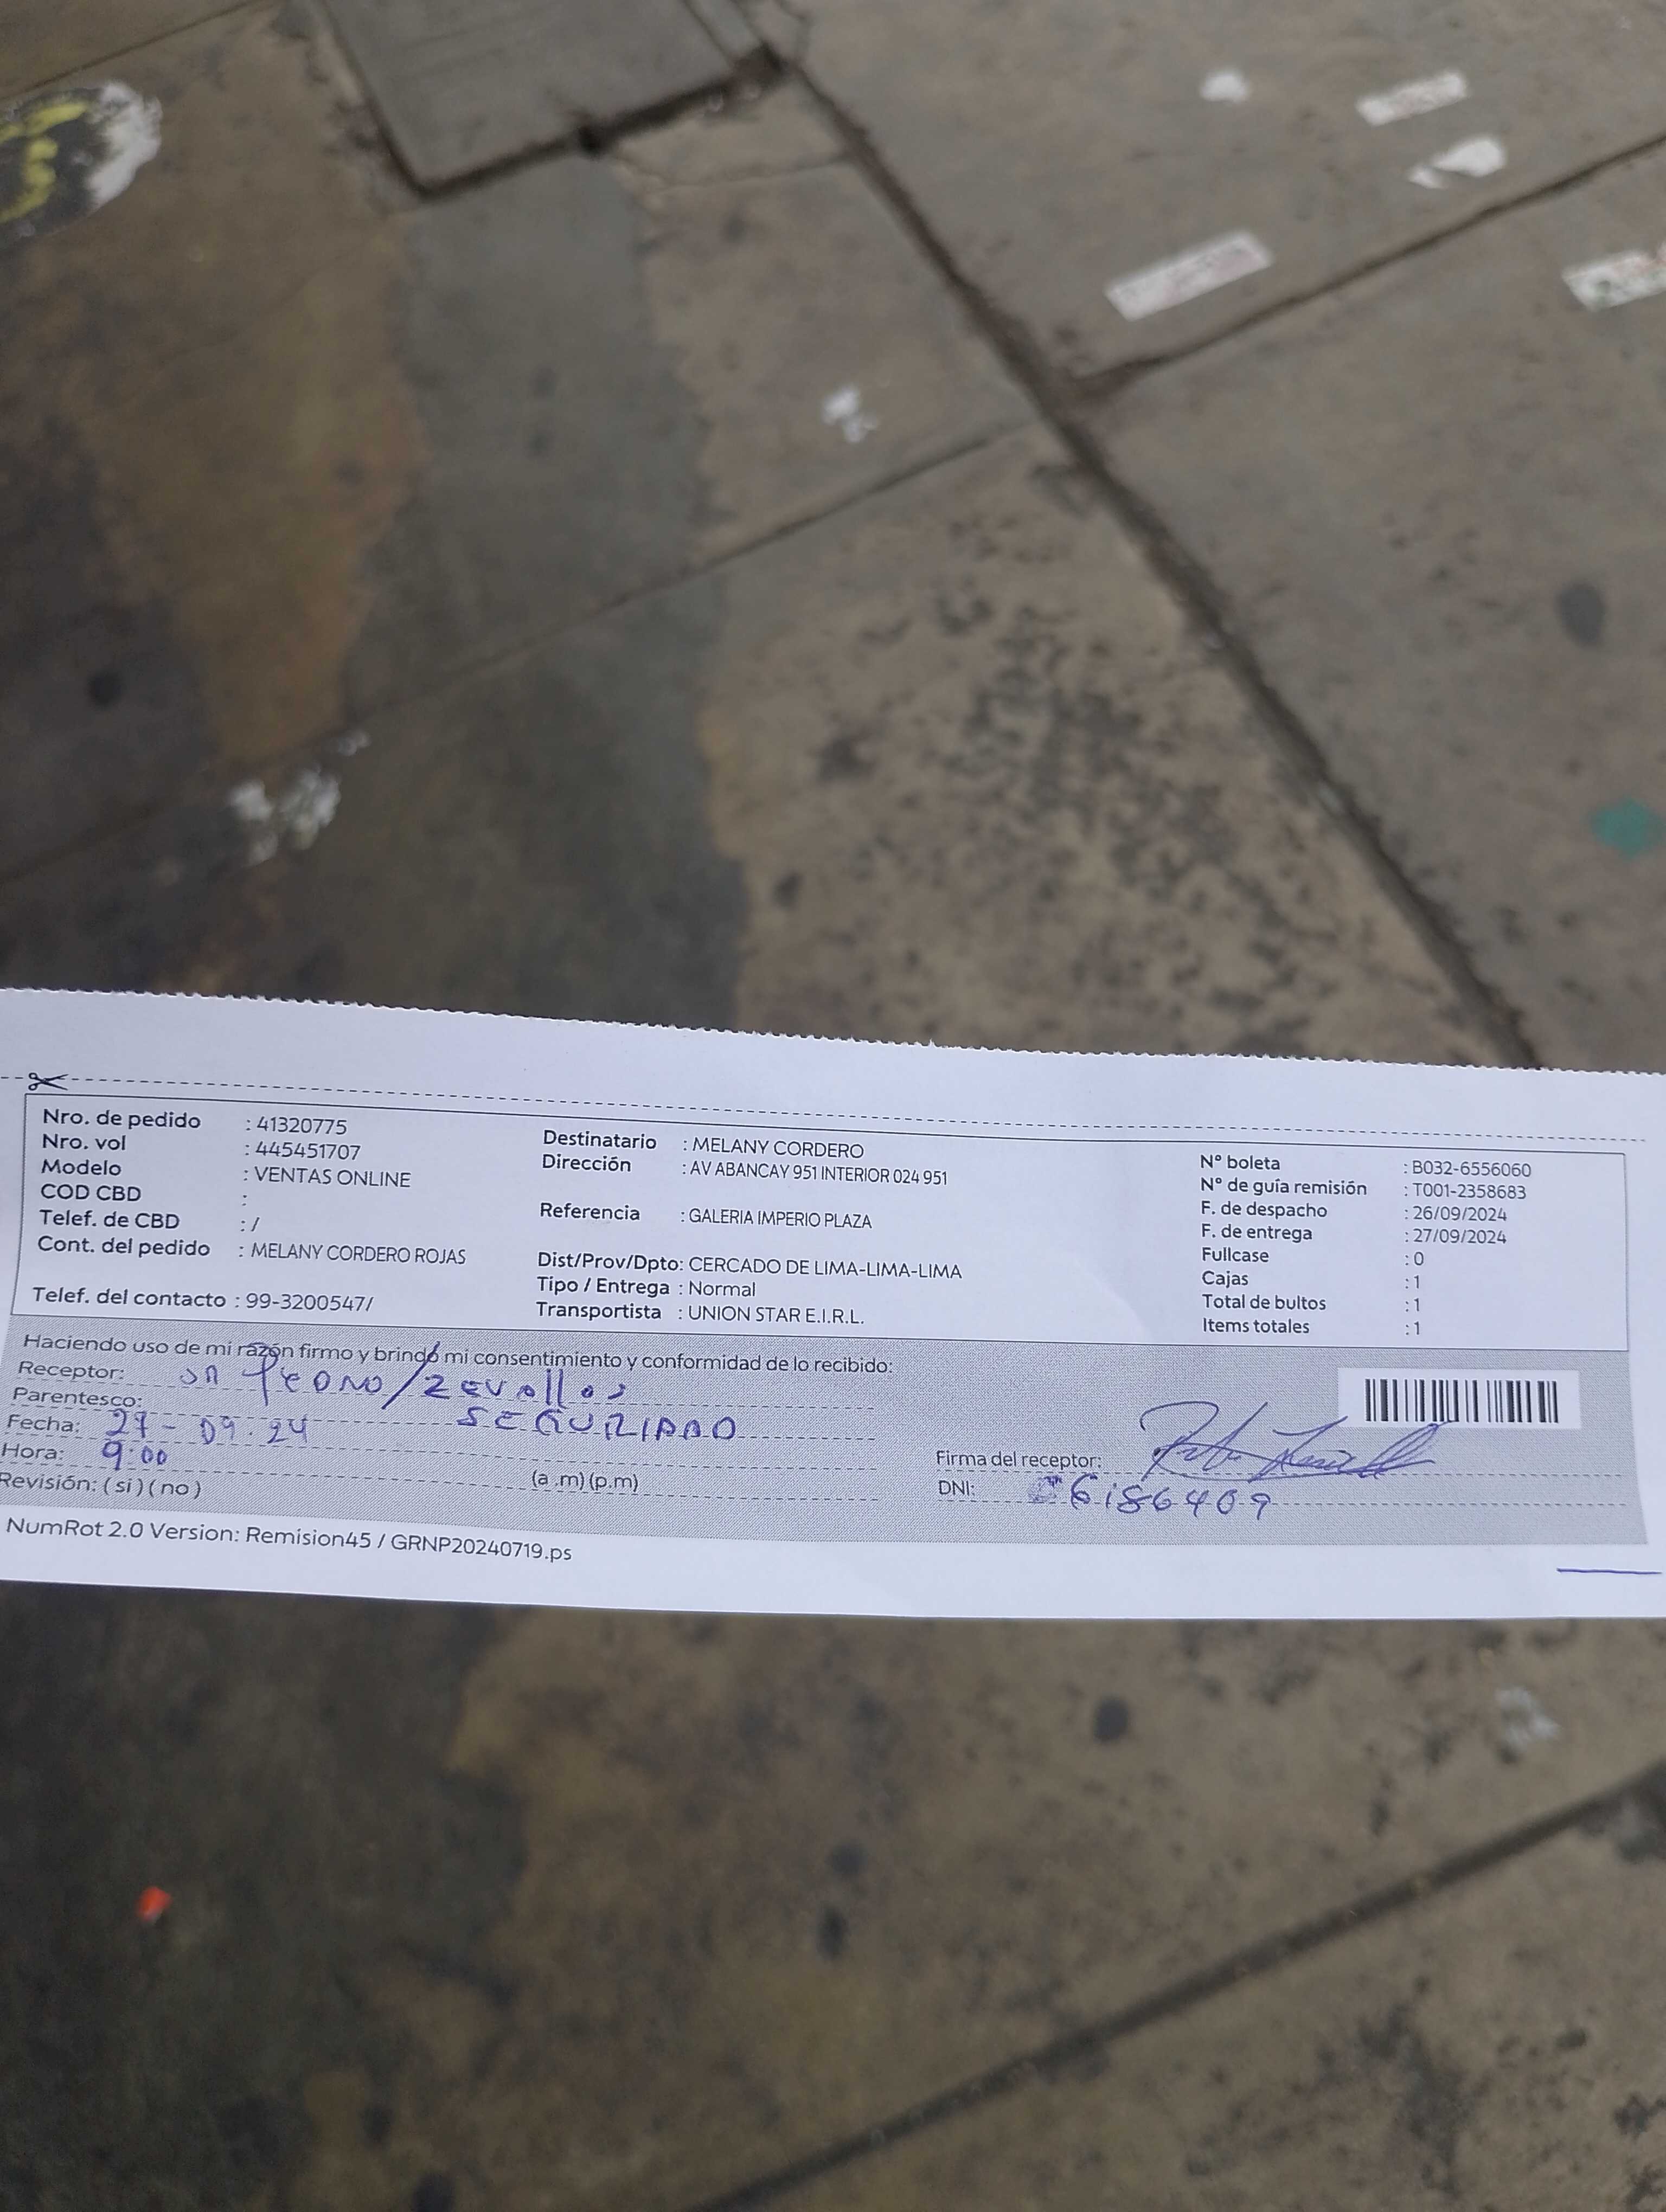 Nro. de pedido : 41320775
Nro. vol : 445451707
Modelo : VENTAS ONLINE
COD CBD :
Telef. de CBD : /
Cont. del pedido : MELANY CORDERO ROJAS
Telef. del contacto : 99-3200547/
Destinatario : MELANY CORDERO
Dirección : AV ABANCAY 951 INTERIOR 024 951
Referencia : GALERIA IMPERIO PLAZA
Dist/Prov/Dpto: CERCADO DE LIMA-LIMA-LIMA
Tipo / Entrega : Normal
Transportista : UNION STAR E.I.R.L.
N° boleta : B032-6556060
N° de guía remisión : T001-2358683
F. de despacho : 26/09/2024
F. de entrega : 27/09/2024
Fullcase : 0
Cajas : 1
Total de bultos : 1
Items totales : 1
Haciendo uso de mi razón firmo y brindo mi consentimiento y conformidad de lo recibido:
Receptor: / Zevallos
Parentesco: SEGURIDAD
Fecha: 27-09-24
Hora: 9:00 (a .m) (p.m)
Revisión: ( si ) ( no )
Firma del receptor:
DNI: 6186409
NumRot 2.0 Version: Remision45 / GRNP20240719.ps